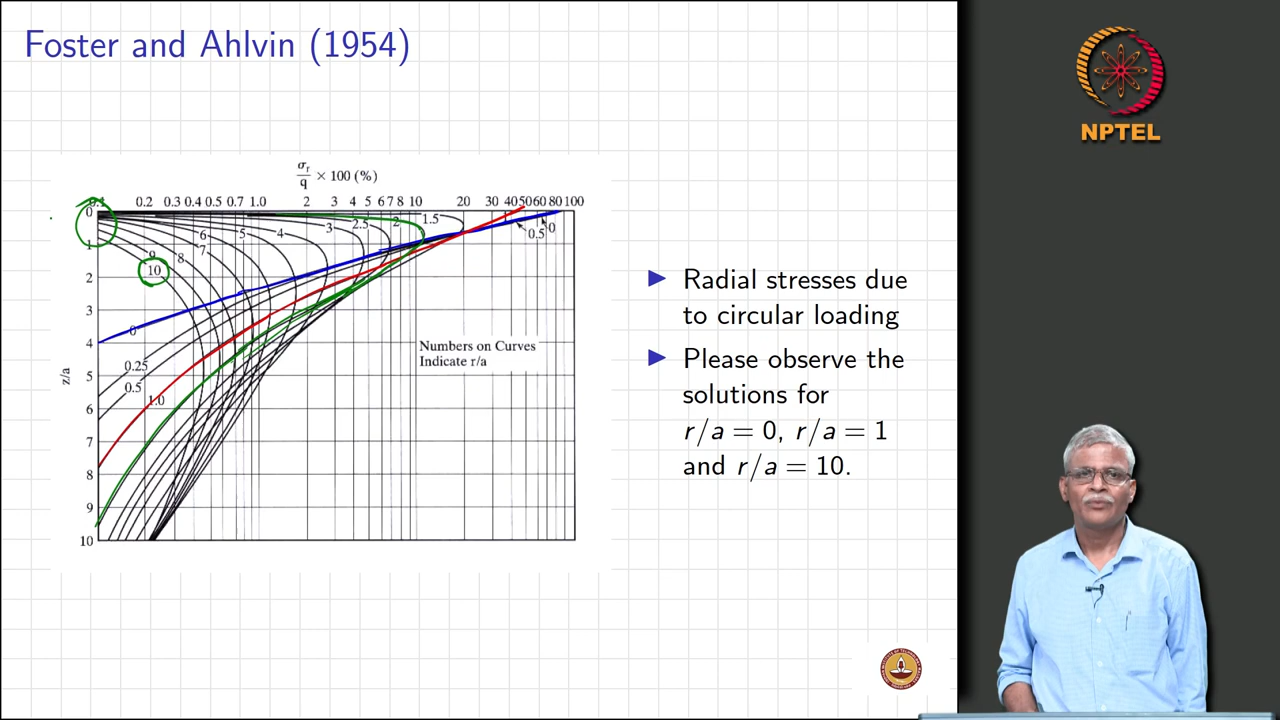 Foster and Ahlvin (1954)
NPTEL
σr/q × 100 (%)
0.1 0.2 0.3 0.4 0.5 0.7 1.0 2 3 4 5 6 7 8 10 20 30 40 50 60 80 100
0
1
2
3
4
5
6
7
8
9
10
z/a
1.5
2
2.5
3
4
5
6
7
8
9
10
0.5
0
0
0.25
0.5
1.0
Numbers on Curves
Indicate r/a
▶ Radial stresses due
to circular loading
▶ Please observe the
solutions for
r/a = 0, r/a = 1
and r/a = 10.